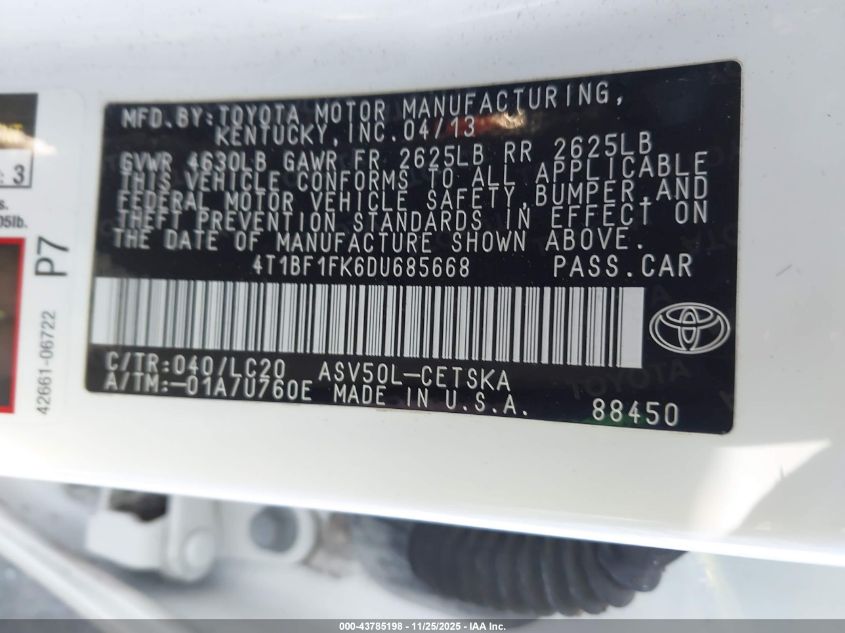 MFD.BY:TOYOTA MOTOR MANUFACTURING,
KENTUCKY,INC.04/13
GVWR 4630LB GAWR FR 2625LB RR 2625LB
THIS VEHICLE CONFORMS TO ALL APPLICABLE
FEDERAL MOTOR VEHICLE SAFETY,BUMPER,AND
THEFT PREVENTION STANDARDS IN EFFECT ON
THE DATE OF MANUFACTURE SHOWN ABOVE.
4T1BF1FK6DU685668 PASS.CAR
C/TR:040/LC20 ASV50L-CETSKA
A/TM:-01A/U760E MADE IN U.S.A. 88450
: 3
s.
05lb.
P7
42661-06722
000-43785198 - 11/25/2025 - IAA Inc.